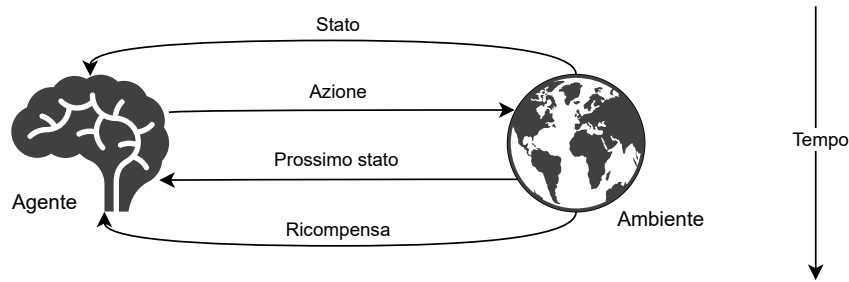 Stato
Azione
Tempo
Prossimo stato
Agente
Ambiente
Ricompensa